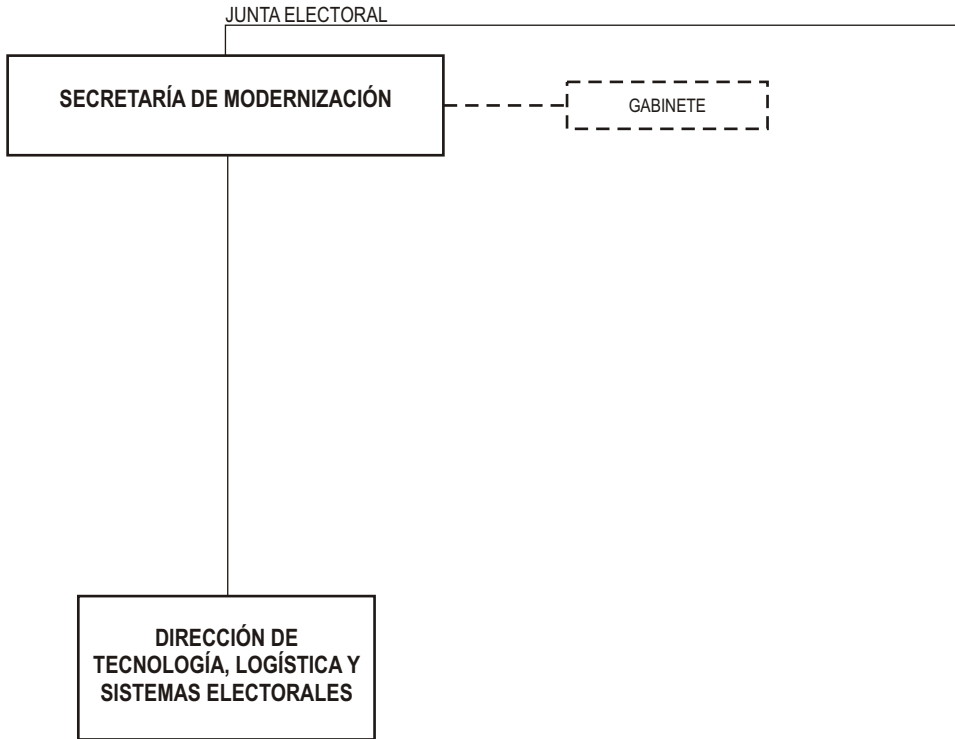 JUNTA ELECTORAL
SECRETARÍA DE MODERNIZACIÓN
GABINETE
DIRECCIÓN DE
TECNOLOGÍA, LOGÍSTICA Y
SISTEMAS ELECTORALES